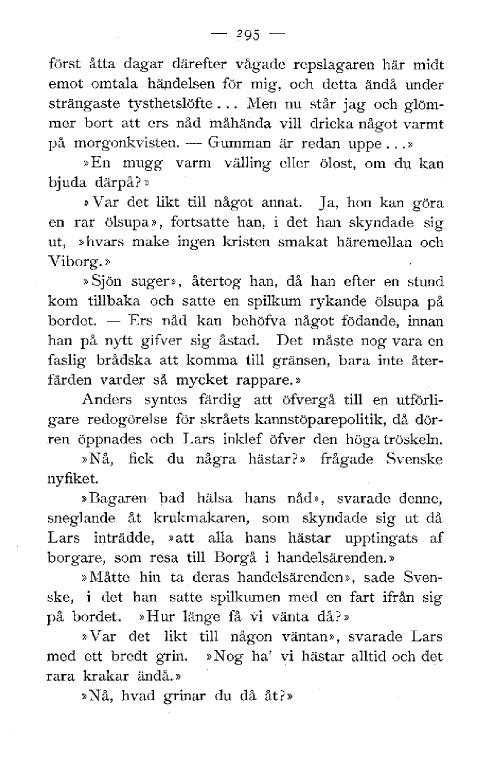 — 295 —
först åtta dagar därefter vågade repslagaren här midt
emot omtala händelsen för mig, och detta ändå under
strängaste tysthetslöfte . . . Men nu står jag och glöm-
mer bort att ers nåd måhända vill dricka något varmt
på morgonkvisten. — Gumman är redan uppe . . .»
»En mugg varm välling eller ölost, om du kan
bjuda därpå?»
»Var det likt till något annat. Ja, hon kan göra
en rar ölsupa», fortsatte han, i det han skyndade sig
ut, »hvars make ingen kristen smakat häremellan och
Viborg.»
»Sjön suger», återtog han, då han efter en stund
kom tillbaka och satte en spilkum rykande ölsupa på
bordet. — Ers nåd kan behöfva något födande, innan
han på nytt gifver sig åstad. Det måste nog vara en
faslig brådska att komma till gränsen, bara inte åter-
färden varder så mycket rappare.»
Anders syntes färdig att öfvergå till en utförli-
gare redogörelse för skråets kannstöparepolitik, då dör-
ren öppnades och Lars inklef öfver den höga tröskeln.
»Nå, fick du några hästar?» frågade Svenske
nyfiket.
»Bagaren bad hälsa hans nåd», svarade denne,
sneglande åt krukmakaren, som skyndade sig ut då
Lars inträdde, »att alla hans hästar upptingats af
borgare, som resa till Borgå i handelsärenden.»
»Måtte hin ta deras handelsärenden», sade Sven-
ske, i det han satte spilkumen med en fart ifrån sig
på bordet. »Hur länge få vi vänta då?»
»Var det likt till någon väntan», svarade Lars
med ett bredt grin. »Nog ha' vi hästar alltid och det
rara krakar ändå.»
»Nå, hvad grinar du då åt?»